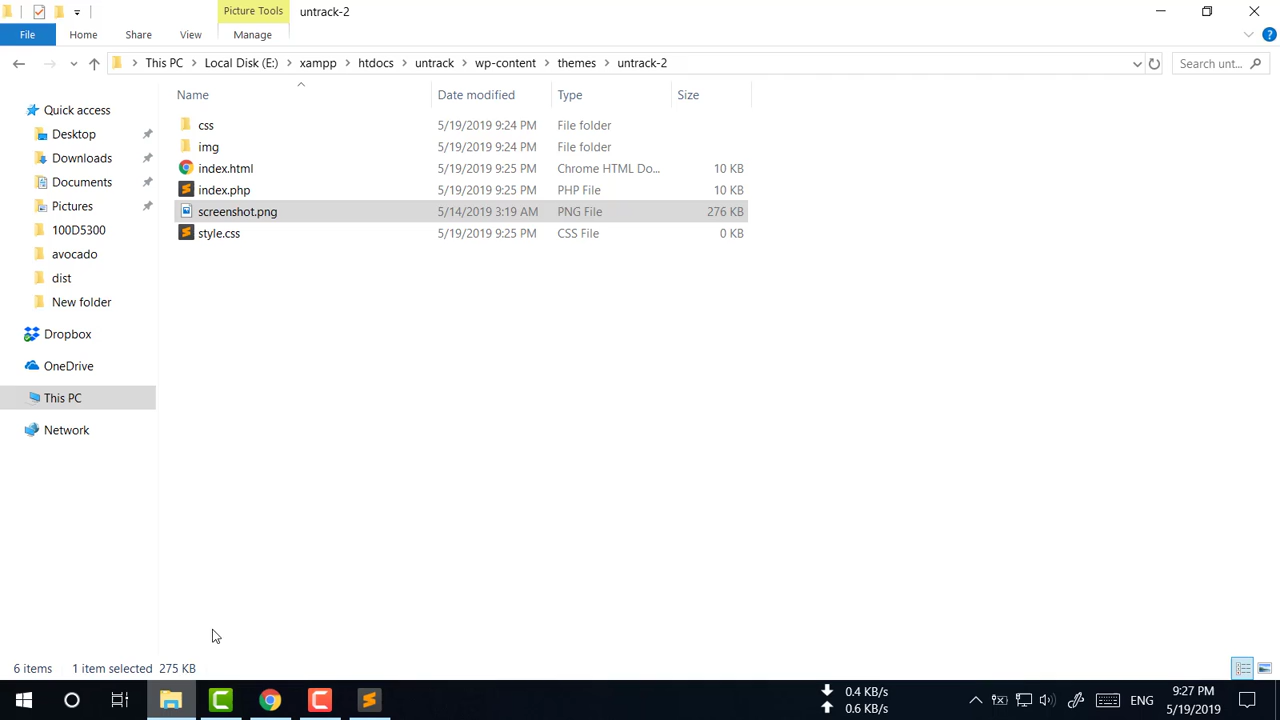 Picture Tools
untrack-2
File
Home
Share
View
Manage
This PC
Local Disk (E:)
xampp
htdocs
untrack
wp-content
themes
untrack-2
Search unt...
Name
Date modified
Type
Size
css
5/19/2019 9:24 PM
File folder
img
5/19/2019 9:24 PM
File folder
index.html
5/19/2019 9:25 PM
Chrome HTML Do...
10 KB
index.php
5/19/2019 9:25 PM
PHP File
10 KB
screenshot.png
5/14/2019 3:19 AM
PNG File
276 KB
style.css
5/19/2019 9:25 PM
CSS File
0 KB
Quick access
Desktop
Downloads
Documents
Pictures
100D5300
avocado
dist
New folder
Dropbox
OneDrive
This PC
Network
6 items
1 item selected 275 KB
0.4 KB/s
0.6 KB/s
ENG
9:27 PM
5/19/2019